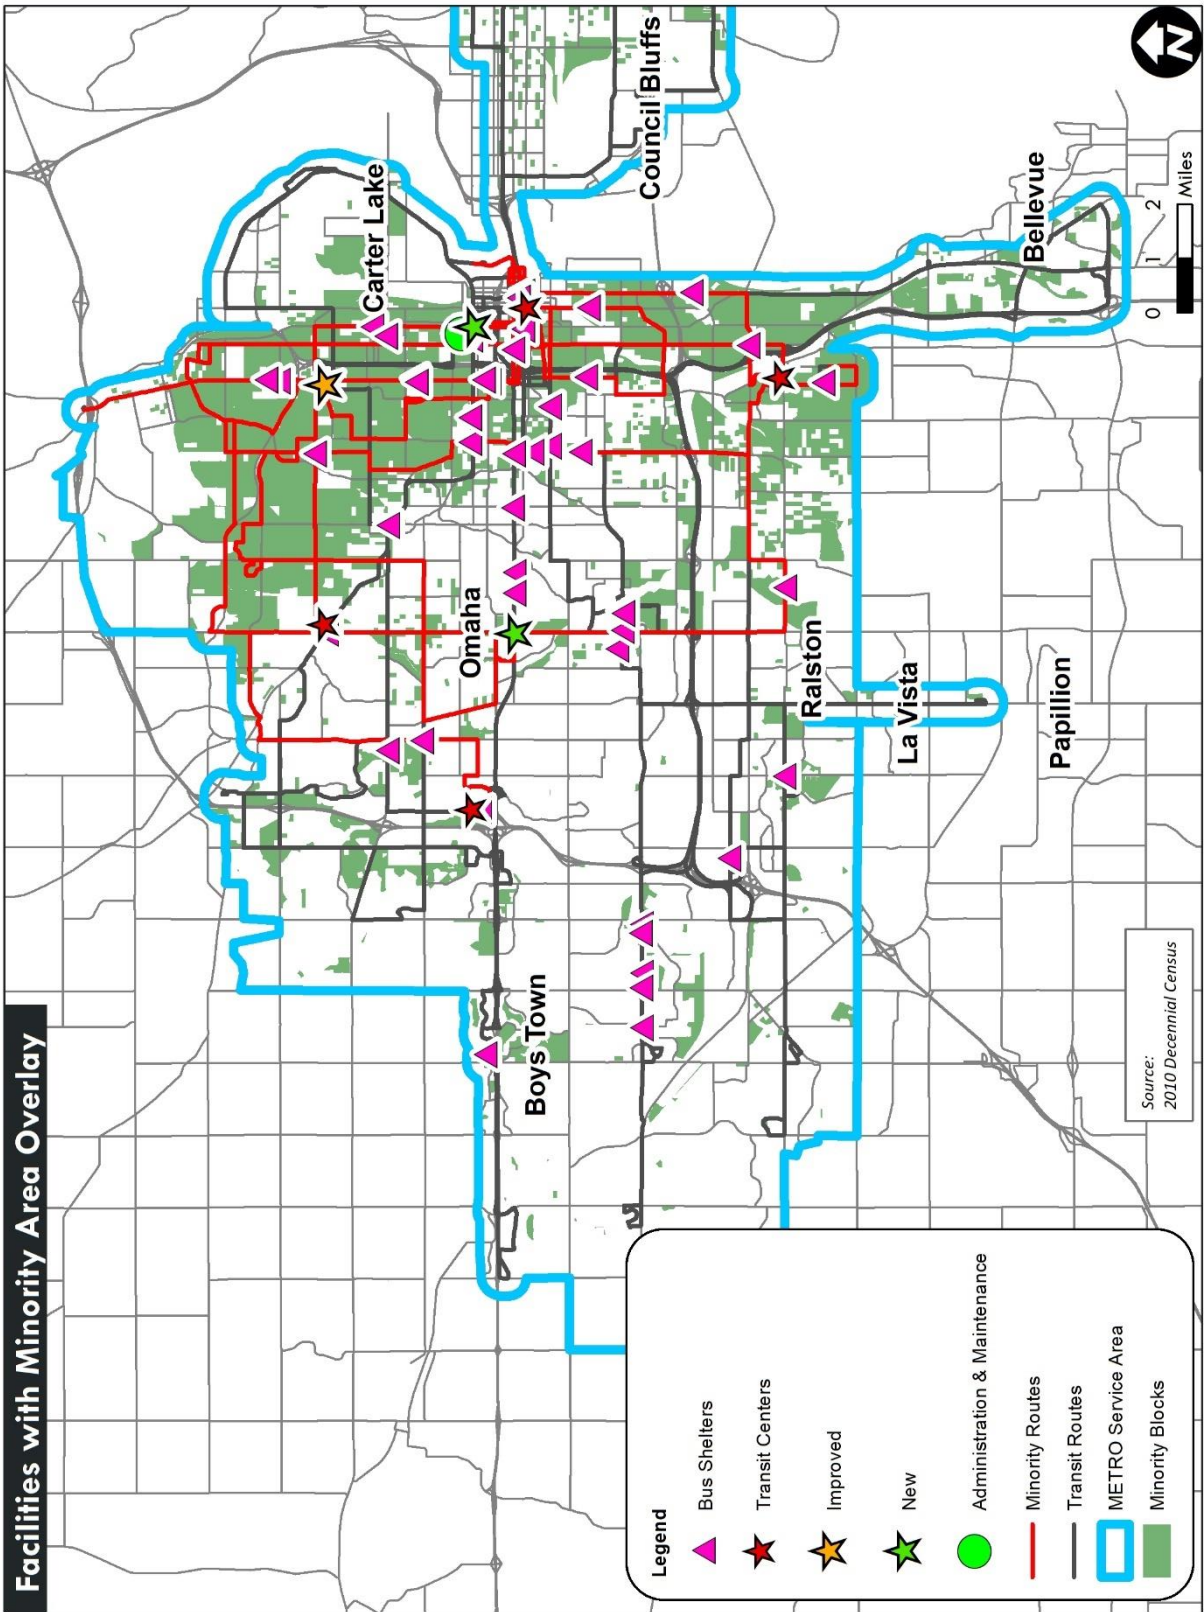 Facilities with Minority Area Overlay
Carter Lake
Council Bluffs
Omaha
Boys Town
Bellevue
Ralston
La Vista
Papillion
Legend
Bus Shelters
Transit Centers
Improved
New
Administration & Maintenance
Minority Routes
Transit Routes
METRO Service Area
Minority Blocks
Source:
2010 Decennial Census
0 1 2
Miles
N